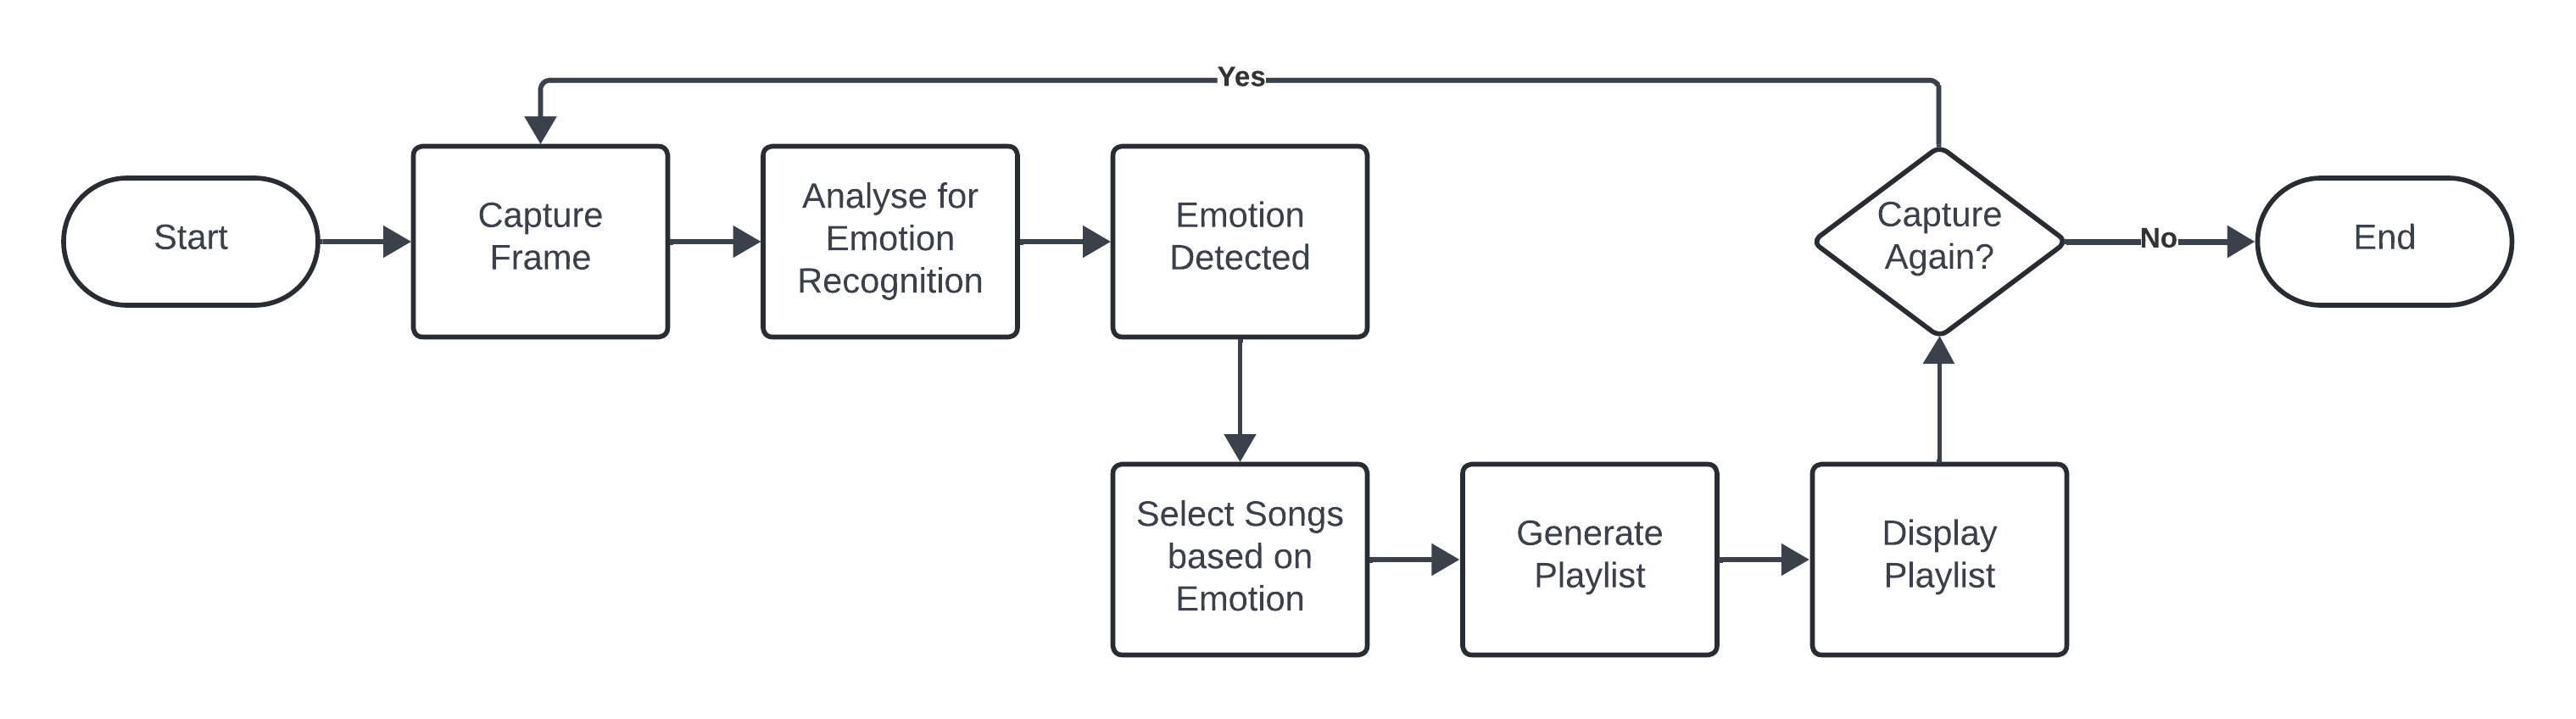 Yes
Start
Capture
Frame
Analyse for
Emotion
Recognition
Emotion
Detected
Capture
Again?
No
End
Select Songs
based on
Emotion
Generate
Playlist
Display
Playlist